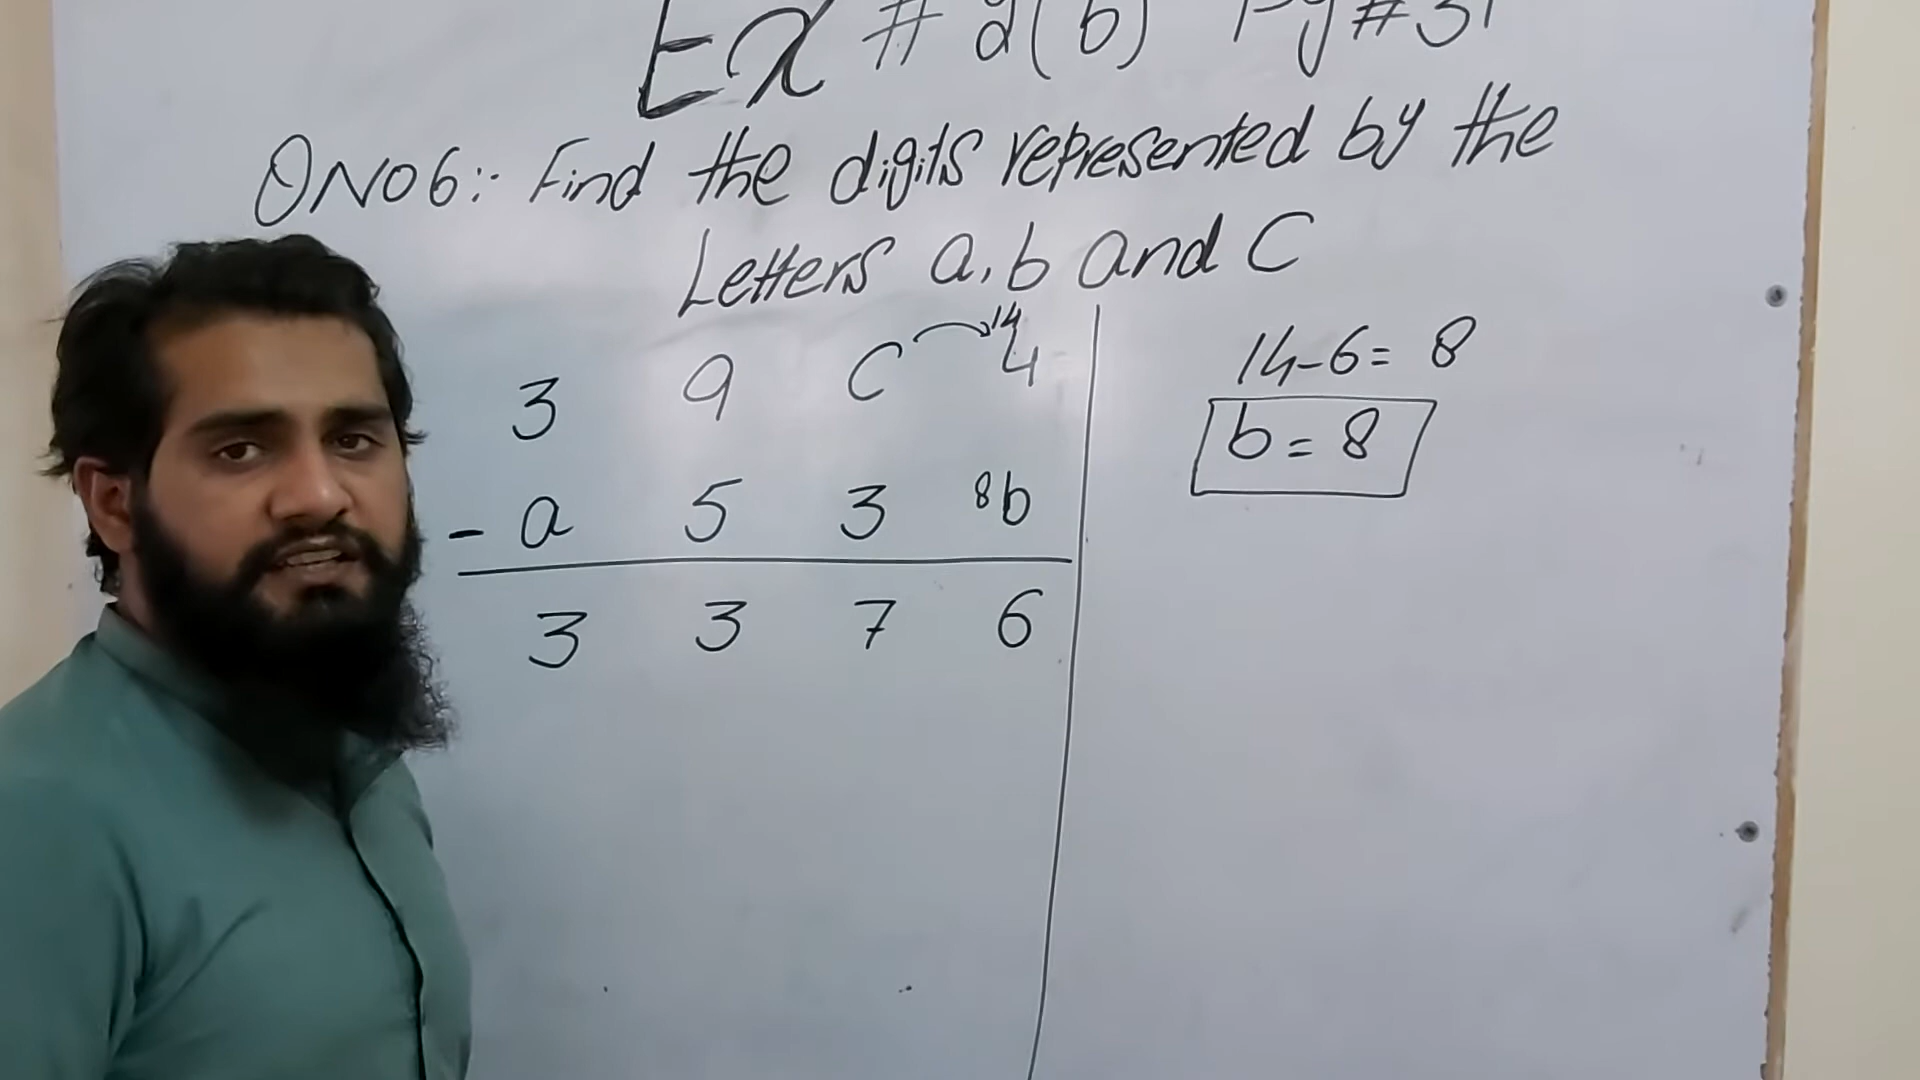 Ex # 2(b) Pg # 31
QNO6:- Find the digits represented by the
Letters a, b and C
14
3 9 C 4
- a 5 3 8b
3 3 7 6
14-6= 8
b = 8